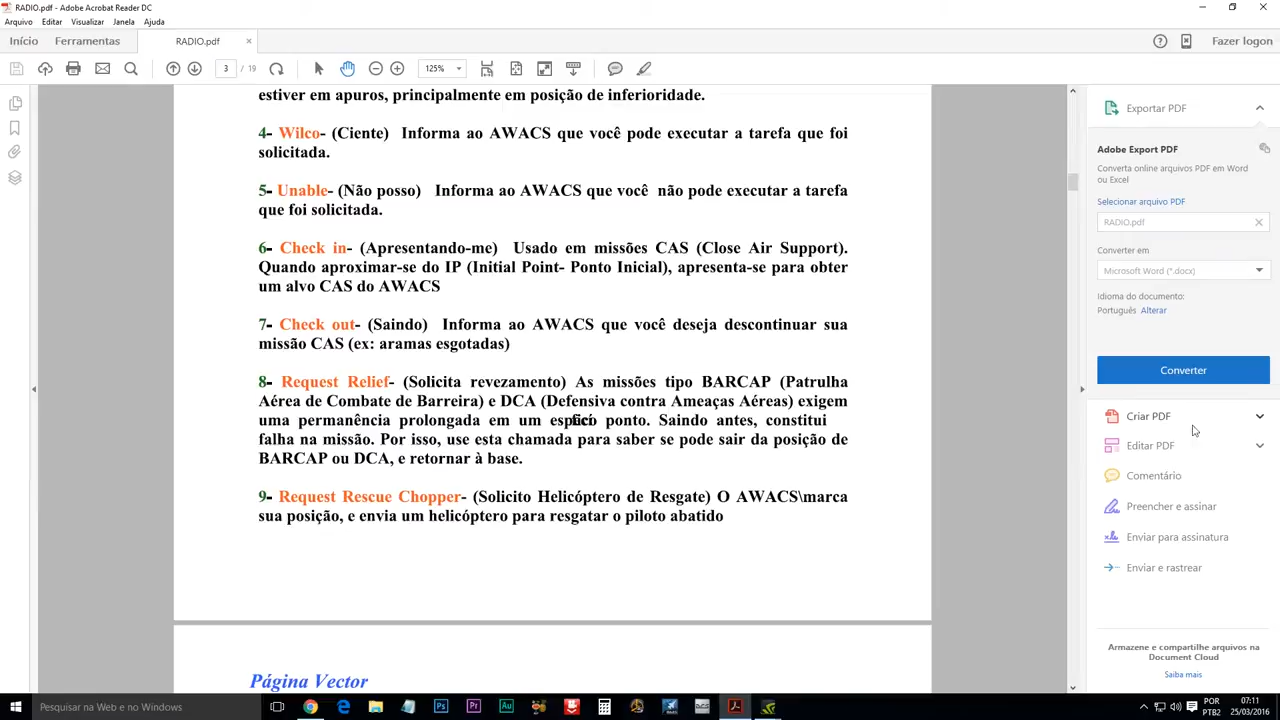 RADIO.pdf - Adobe Acrobat Reader DC
Arquivo Editar Visualizar Janela Ajuda
Início Ferramentas RADIO.pdf × Fazer logon
3 / 19 125%
estiver em apuros, principalmente em posição de inferioridade.
4- Wilco- (Ciente) Informa ao AWACS que você pode executar a tarefa que foi
solicitada.
5- Unable- (Não posso) Informa ao AWACS que você não pode executar a tarefa
que foi solicitada.
6- Check in- (Apresentando-me) Usado em missões CAS (Close Air Support).
Quando aproximar-se do IP (Initial Point- Ponto Inicial), apresenta-se para obter
um alvo CAS do AWACS
7- Check out- (Saindo) Informa ao AWACS que você deseja descontinuar sua
missão CAS (ex: aramas esgotadas)
8- Request Relief- (Solicita revezamento) As missões tipo BARCAP (Patrulha
Aérea de Combate de Barreira) e DCA (Defensiva contra Ameaças Aéreas) exigem
uma permanência prolongada em um ponto. Saindo antes, constitui
falha na missão. Por isso, use esta chamada para saber se pode sair da posição de
BARCAP ou DCA, e retornar à base.
9- Request Rescue Chopper- (Solicito Helicóptero de Resgate) O AWACS\marca
sua posição, e envia um helicóptero para resgatar o piloto abatido
Página Vector
Exportar PDF
Adobe Export PDF
Converta online arquivos PDF em Word
ou Excel
Selecionar arquivo PDF
RADIO.pdf
Converter em
Microsoft Word (*.docx)
Idioma do documento:
Português Alterar
Converter
Criar PDF
Editar PDF
Comentário
Preencher e assinar
Enviar para assinatura
Enviar e rastrear
Armazene e compartilhe arquivos na
Document Cloud
Saiba mais
Pesquisar na Web e no Windows
Ps Pr Au
POR
PTB2
07:11
25/03/2016